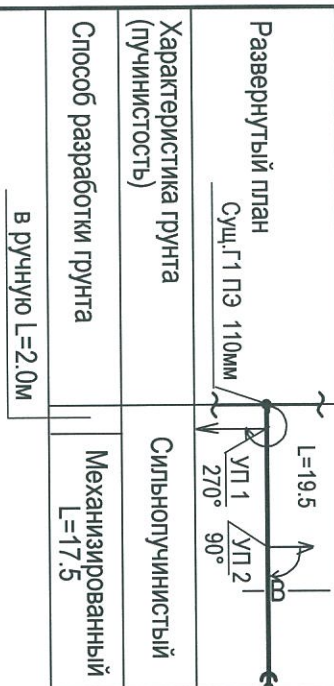 Развернутый план
Сущ.Г1 ПЭ 110мм
L=19.5
УП 1
270°
УП 2
90°
Характеристика грунта
(пучинистость)
Сильнопучинистый
Способ разработки грунта
в ручную L=2.0м
Механизированный
L=17.5